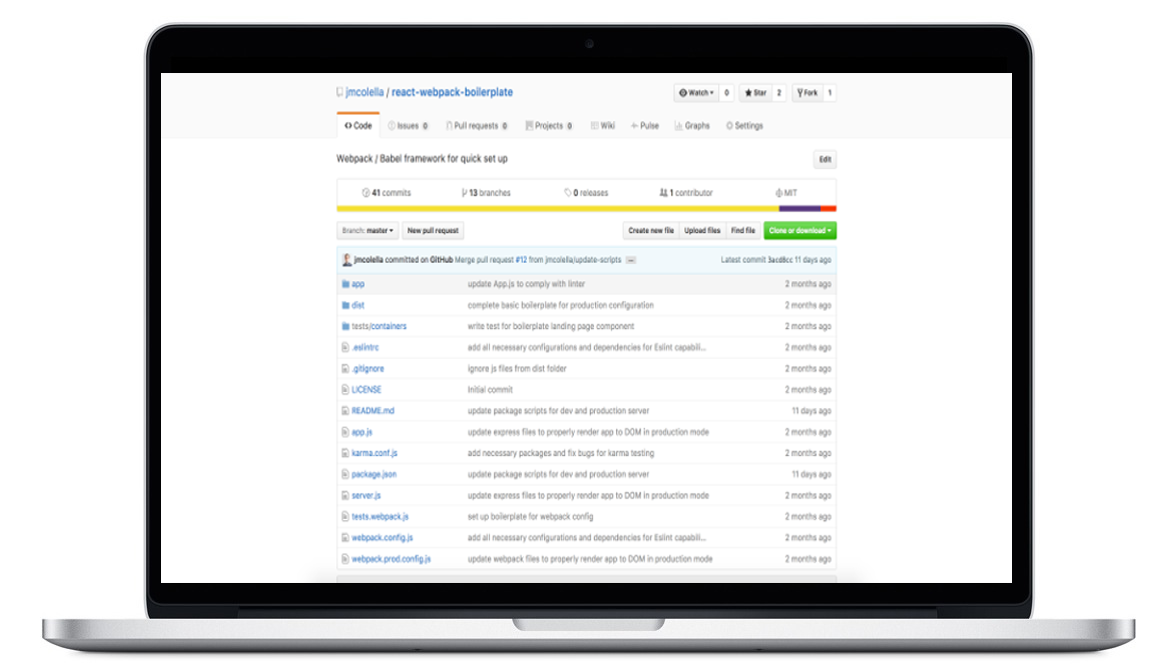 jmcolella / react-webpack-boilerplate Watch 0 Star 2 Fork 1
Code Issues 0 Pull requests 0 Projects 0 Wiki Pulse Graphs Settings
Webpack / Babel framework for quick set up Edit
41 commits 13 branches 0 releases 1 contributor MIT
Branch: master New pull request Create new file Upload files Find file Clone or download
jmcolella committed on GitHub Merge pull request #12 from jmcolella/update-scripts ... Latest commit 3acd8cc 11 days ago
app update App.js to comply with linter 2 months ago
dist complete basic boilerplate for production configuration 2 months ago
tests/containers write test for boilerplate landing page component 2 months ago
.eslintrc add all necessary configurations and dependencies for Eslint capabili... 2 months ago
.gitignore ignore js files from dist folder 2 months ago
LICENSE Initial commit 2 months ago
README.md update package scripts for dev and production server 11 days ago
app.js update express files to properly render app to DOM in production mode 2 months ago
karma.conf.js add necessary packages and fix bugs for karma testing 2 months ago
package.json update package scripts for dev and production server 11 days ago
server.js update express files to properly render app to DOM in production mode 2 months ago
tests.webpack.js set up boilerplate for webpack config 2 months ago
webpack.config.js add all necessary configurations and dependencies for Eslint capabili... 2 months ago
webpack.prod.config.js update webpack files to properly render app to DOM in production mode 2 months ago